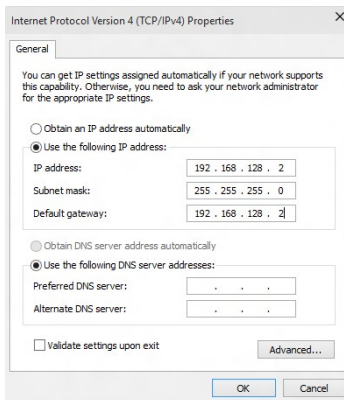 Internet Protocol Version 4 (TCP/IPv4) Properties
General
You can get IP settings assigned automatically if your network supports
this capability. Otherwise, you need to ask your network administrator
for the appropriate IP settings.
Obtain an IP address automatically
Use the following IP address:
IP address: 192 . 168 . 128 . 2
Subnet mask: 255 . 255 . 255 . 0
Default gateway: 192 . 168 . 128 . 2
Obtain DNS server address automatically
Use the following DNS server addresses:
Preferred DNS server: . . .
Alternate DNS server: . . .
Validate settings upon exit
Advanced...
OK Cancel